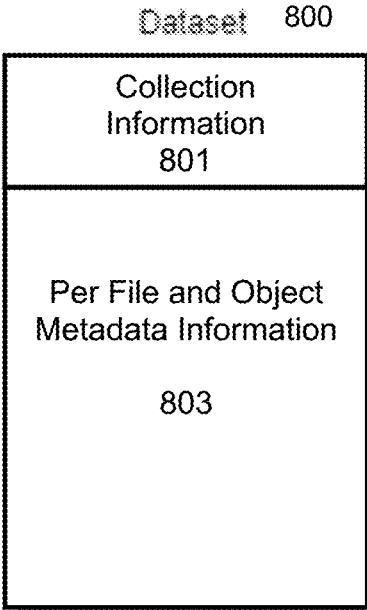 Dataset 800
Collection
Information
801
Per File and Object
Metadata Information
803